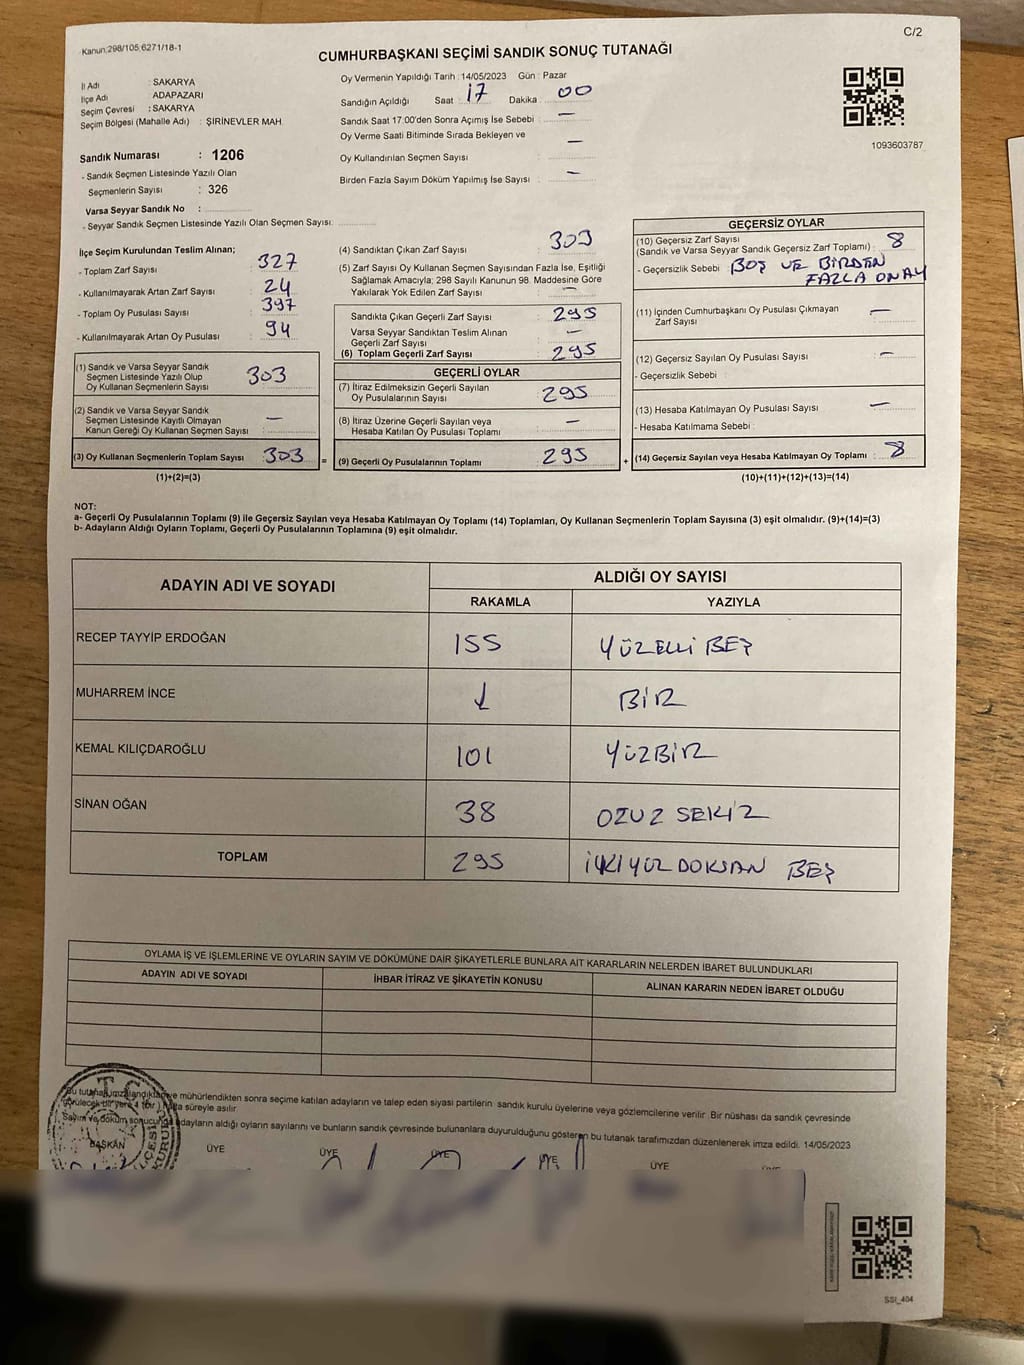 Kanun:298/105:6271/18-1
C/2
CUMHURBAŞKANI SEÇİMİ SANDIK SONUÇ TUTANAĞI
İl Adı : SAKARYA
İlçe Adı : ADAPAZARI
Seçim Çevresi : SAKARYA
Seçim Bölgesi (Mahalle Adı) : ŞİRİNEVLER MAH
Oy Vermenin Yapıldığı Tarih : 14/05/2023 Gün : Pazar
Sandığın Açıldığı Saat : 17 Dakika : 00
Sandık Saat 17:00'den Sonra Açımış İse Sebebi : —
Oy Verme Saati Bitiminde Sırada Bekleyen ve
Oy Kullandırılan Seçmen Sayısı : —
Birden Fazla Sayım Döküm Yapılmış İse Sayısı : —
1093603787
Sandık Numarası : 1206
- Sandık Seçmen Listesinde Yazılı Olan
Seçmenlerin Sayısı : 326
Varsa Seyyar Sandık No :
- Seyyar Sandık Seçmen Listesinde Yazılı Olan Seçmen Sayısı:
İlçe Seçim Kurulundan Teslim Alınan;
- Toplam Zarf Sayısı : 327
- Kullanılmayarak Artan Zarf Sayısı : 24
- Toplam Oy Pusulası Sayısı : 397
- Kullanılmayarak Artan Oy Pusulası : 94
(1) Sandık ve Varsa Seyyar Sandık
Seçmen Listesinde Yazılı Olup
Oy Kullanan Seçmenlerin Sayısı : 303
(2) Sandık ve Varsa Seyyar Sandık
Seçmen Listesinde Kayıtlı Olmayan
Kanun Gereği Oy Kullanan Seçmen Sayısı : —
(3) Oy Kullanan Seçmenlerin Toplam Sayısı : 303
(1)+(2)=(3)
(4) Sandıktan Çıkan Zarf Sayısı : 303
(5) Zarf Sayısı Oy Kullanan Seçmen Sayısından Fazla İse, Eşitliği
Sağlamak Amacıyla; 298 Sayılı Kanunun 98. Maddesine Göre
Yakılarak Yok Edilen Zarf Sayısı : —
Sandıkta Çıkan Geçerli Zarf Sayısı : 295
Varsa Seyyar Sandıktan Teslim Alınan
Geçerli Zarf Sayısı : —
(6) Toplam Geçerli Zarf Sayısı : 295
GEÇERLİ OYLAR
(7) İtiraz Edilmeksizin Geçerli Sayılan
Oy Pusulalarının Sayısı : 295
(8) İtiraz Üzerine Geçerli Sayılan veya
Hesaba Katılan Oy Pusulası Toplamı : —
= (9) Geçerli Oy Pusulalarının Toplamı : 295 +
GEÇERSİZ OYLAR
(10) Geçersiz Zarf Sayısı
(Sandık ve Varsa Seyyar Sandık Geçersiz Zarf Toplamı) : 8
- Geçersizlik Sebebi : BOŞ VE BİRDEN
FAZLA ONAY
(11) İçinden Cumhurbaşkanı Oy Pusulası Çıkmayan
Zarf Sayısı : —
(12) Geçersiz Sayılan Oy Pusulası Sayısı : —
- Geçersizlik Sebebi :
(13) Hesaba Katılmayan Oy Pusulası Sayısı : —
- Hesaba Katılmama Sebebi :
(14) Geçersiz Sayılan veya Hesaba Katılmayan Oy Toplamı : 8
(10)+(11)+(12)+(13)=(14)
NOT:
a- Geçerli Oy Pusulalarının Toplamı (9) ile Geçersiz Sayılan veya Hesaba Katılmayan Oy Toplamı (14) Toplamları, Oy Kullanan Seçmenlerin Toplam Sayısına (3) eşit olmalıdır. (9)+(14)=(3)
b- Adayların Aldığı Oyların Toplamı, Geçerli Oy Pusulalarının Toplamına (9) eşit olmalıdır.
ADAYIN ADI VE SOYADI
ALDIĞI OY SAYISI
RAKAMLA YAZIYLA
RECEP TAYYİP ERDOĞAN 155 YÜZELLİ BEŞ
MUHARREM İNCE 1 BİR
KEMAL KILIÇDAROĞLU 101 YÜZBİR
SİNAN OĞAN 38 OTUZ SEKİZ
TOPLAM 295 İKİYÜZ DOKSAN BEŞ
OYLAMA İŞ VE İŞLEMLERİNE VE OYLARIN SAYIM VE DÖKÜMÜNE DAİR ŞİKAYETLERLE BUNLARA AİT KARARLARIN NELERDEN İBARET BULUNDUKLARI
ADAYIN ADI VE SOYADI İHBAR İTİRAZ VE ŞİKAYETİN KONUSU ALINAN KARARIN NEDEN İBARET OLDUĞU
Bu tutanak imzalandıktan ve mühürlendikten sonra seçime katılan adayların ve talep eden siyasi partilerin sandık kurulu üyelerine veya gözlemcilerine verilir. Bir nüshası da sandık çevresinde
görülecek bir yere süreyle asılır.
Sayım ve döküm sonucunda adayların aldığı oyların sayılarını ve bunların sandık çevresinde bulunanlara duyurulduğunu gösteren bu tutanak tarafımızdan düzenlenerek imza edildi. 14/05/2023
BAŞKAN ÜYE ÜYE ÜYE ÜYE ÜYE
T.C.
SSI_404